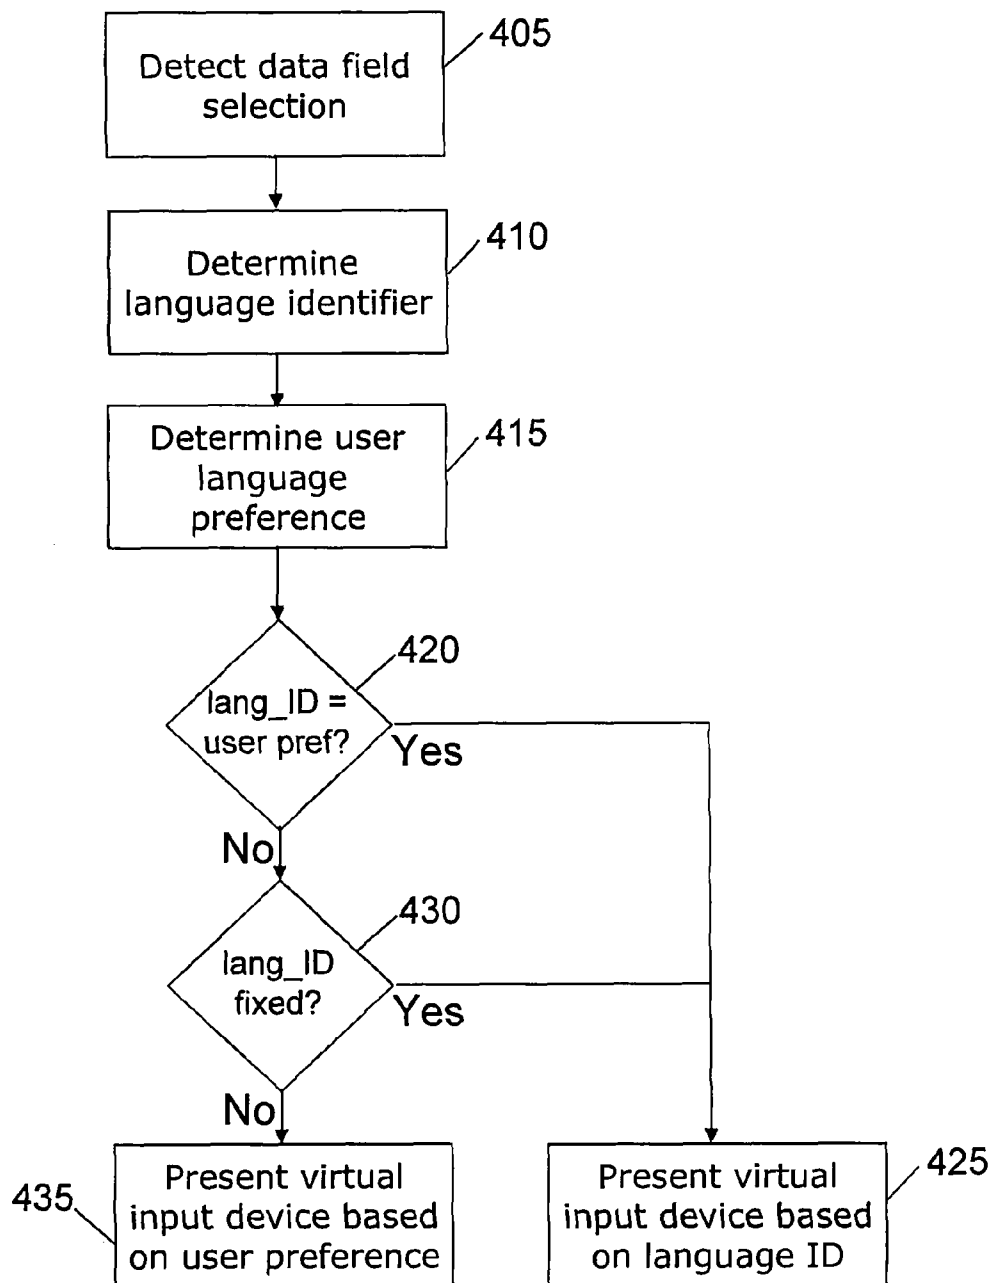 405
Detect data field
selection
410
Determine
language identifier
415
Determine user
language
preference
420
lang_ID =
user pref?
Yes
No
430
lang_ID
fixed?
Yes
No
435
Present virtual
input device based
on user preference
425
Present virtual
input device based
on language ID